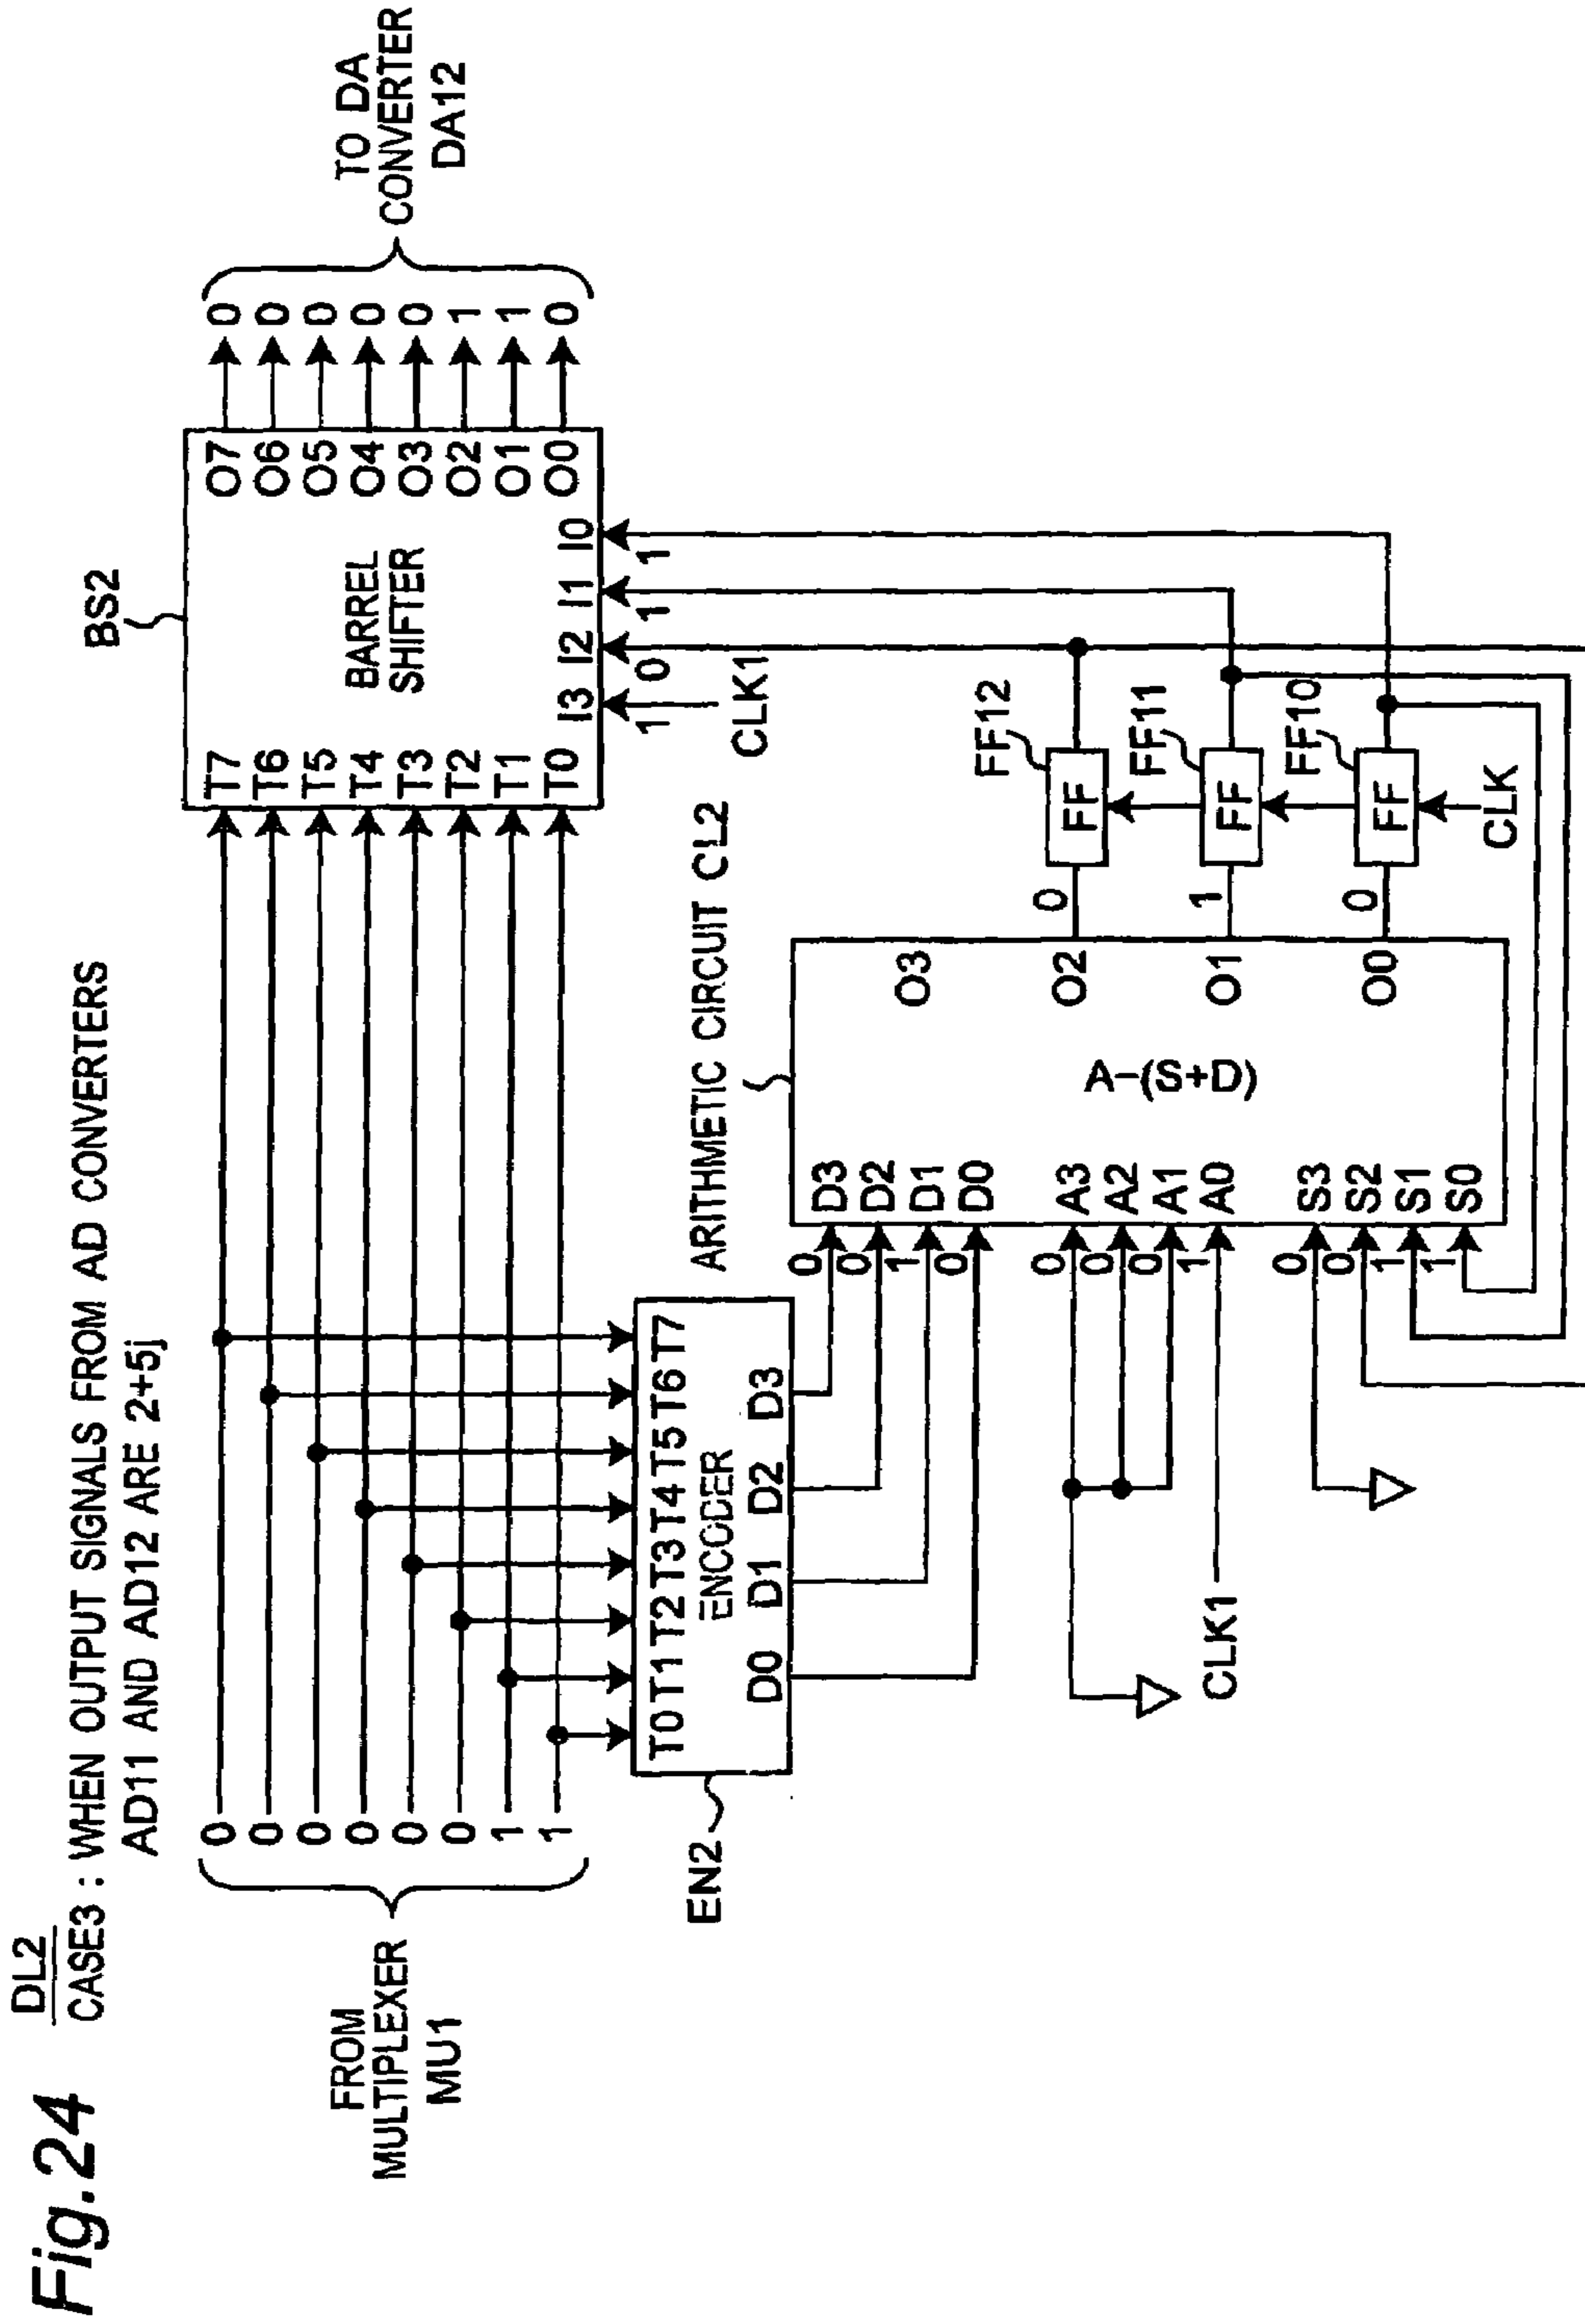 Fig.24
DL2
CASE3 : WHEN OUTPUT SIGNALS FROM AD CONVERTERS
AD11 AND AD12 ARE 2+5j
FROM
MULTIPLEXER
MU1
0
0
0
0
0
0
1
1
BS2
T7
T6
T5
T4
T3
T2
T1
T0
BARREL
SHIFTER
O7
O6
O5
O4
O3
O2
O1
O0
I3 I2 I1 I0
1 0 1 1
CLK1
0
0
0
0
0
1
1
0
TO DA
CONVERTER
DA12
EN2
T0 T1 T2 T3 T4 T5 T6 T7
ENCODER
D0 D1 D2 D3
ARITHMETIC CIRCUIT CL2
0 D3
0 D2
1 D1
0 D0
0 A3
0 A2
0 A1
1 A0
CLK1
0 S3
0 S2
1 S1
1 S0
A-(S+D)
O3
O2 0
O1 1
O0 0
FF12
FF
FF11
FF
FF10
FF
CLK